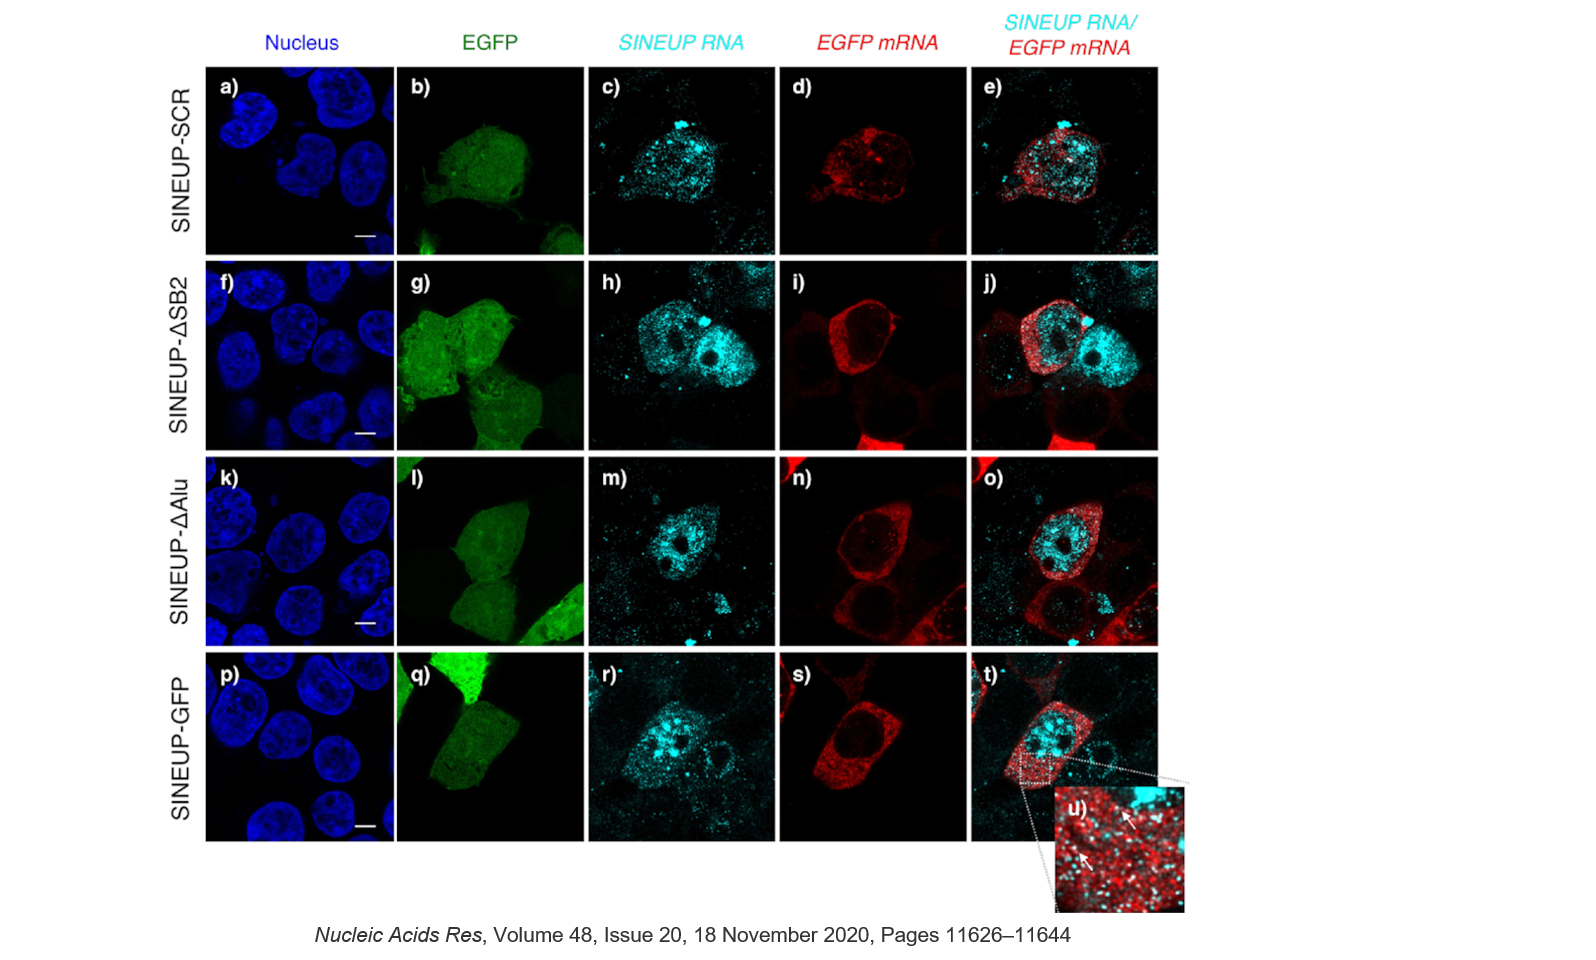 Nucleus
EGFP
SINEUP RNA
EGFP mRNA
SINEUP RNA/
EGFP mRNA
SINEUP-SCR
a)
b)
c)
d)
e)
SINEUP-ΔSB2
f)
g)
h)
i)
j)
SINEUP-ΔAlu
k)
l)
m)
n)
o)
SINEUP-GFP
p)
q)
r)
s)
t)
u)
Nucleic Acids Res, Volume 48, Issue 20, 18 November 2020, Pages 11626–11644